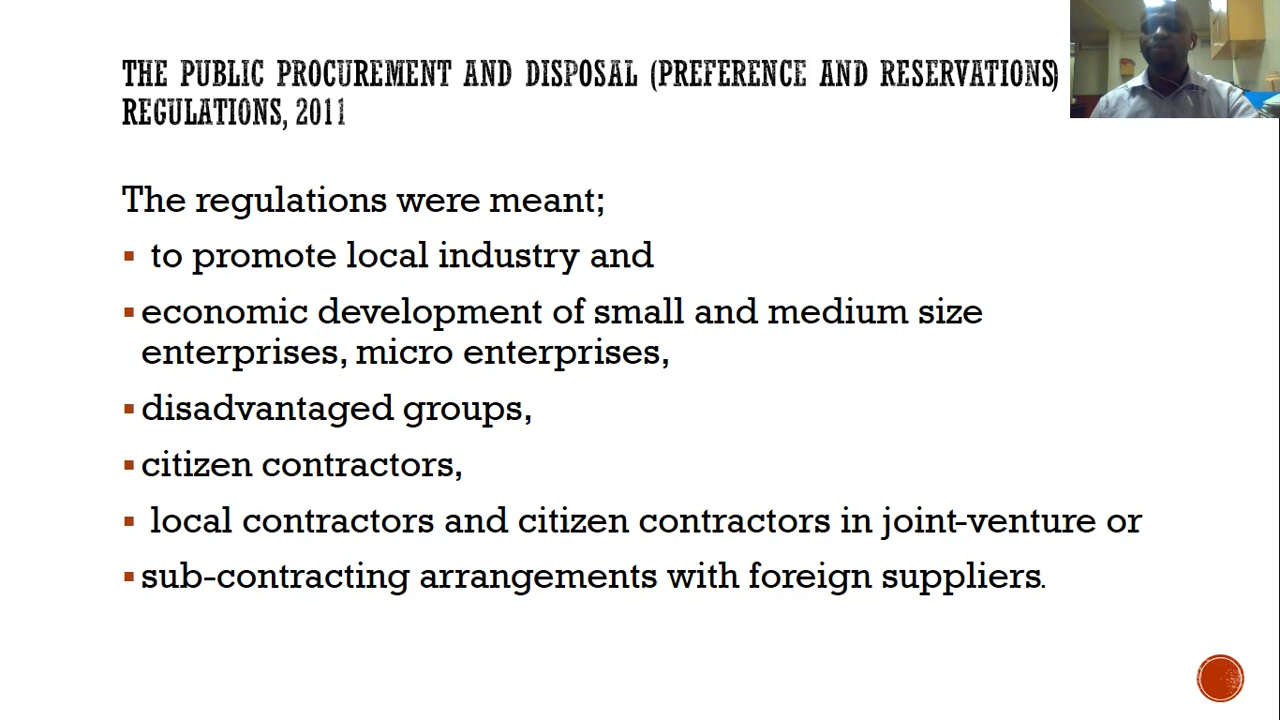 THE PUBLIC PROCUREMENT AND DISPOSAL (PREFERENCE AND RESERVATIONS)
REGULATIONS, 2011
The regulations were meant;
▪ to promote local industry and
▪ economic development of small and medium size
enterprises, micro enterprises,
▪ disadvantaged groups,
▪ citizen contractors,
▪ local contractors and citizen contractors in joint-venture or
▪ sub-contracting arrangements with foreign suppliers.